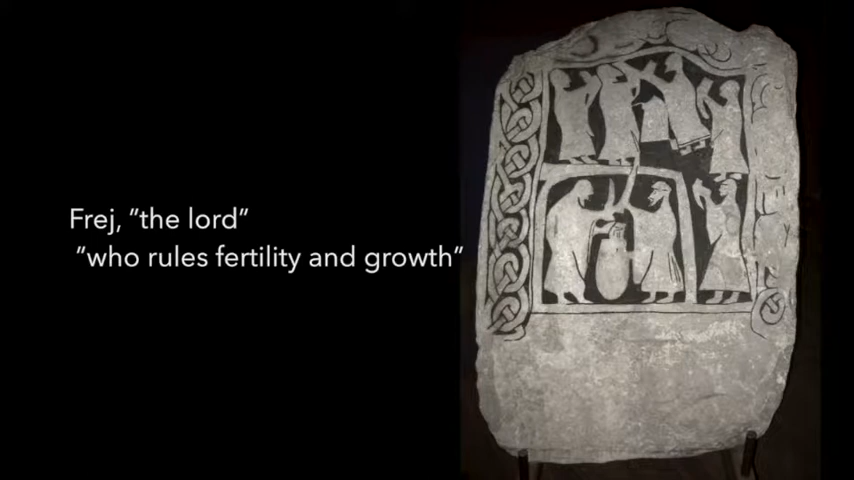 Frej, ”the lord”
”who rules fertility and growth”